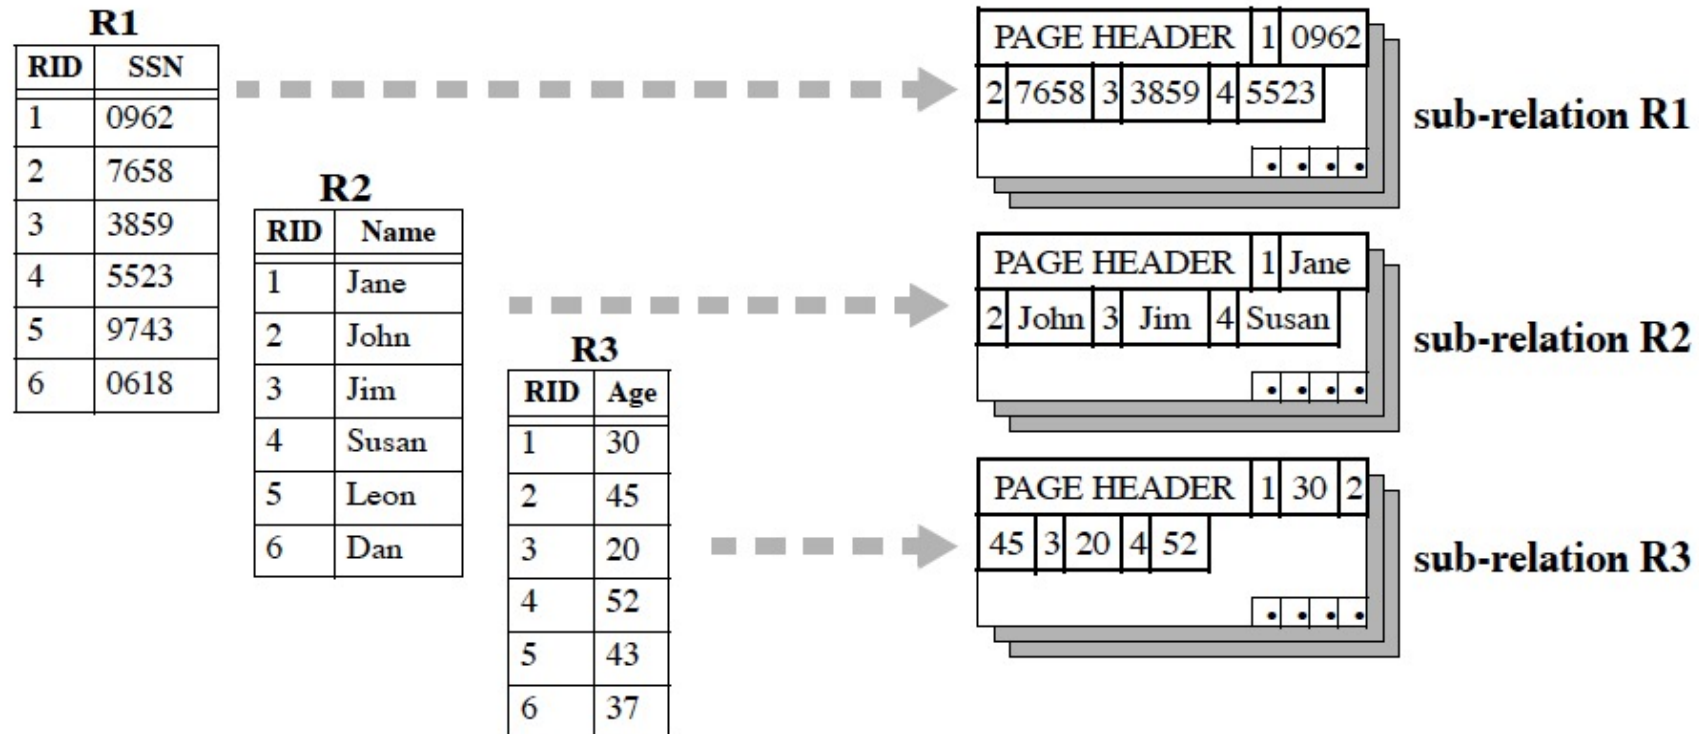 R1
RID SSN
1 0962
2 7658
3 3859
4 5523
5 9743
6 0618
R2
RID Name
1 Jane
2 John
3 Jim
4 Susan
5 Leon
6 Dan
R3
RID Age
1 30
2 45
3 20
4 52
5 43
6 37
PAGE HEADER 1 0962
2 7658 3 3859 4 5523
sub-relation R1
PAGE HEADER 1 Jane
2 John 3 Jim 4 Susan
sub-relation R2
PAGE HEADER 1 30 2
45 3 20 4 52
sub-relation R3